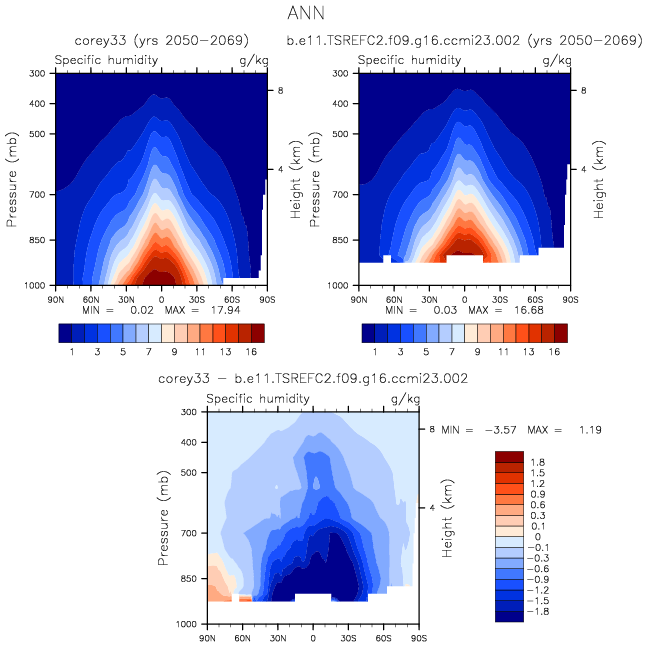 ANN
corey33 (yrs 2050-2069)
b.e11.TSREFC2.f09.g16.ccmi23.002 (yrs 2050-2069)
Specific humidity g/kg
Specific humidity g/kg
300
400
500
700
850
1000
Pressure (mb)
8
4
Height (km)
90N 60N 30N 0 30S 60S 90S
MIN = 0.02 MAX = 17.94
1 3 5 7 9 11 13 16
300
400
500
700
850
1000
Pressure (mb)
8
4
Height (km)
90N 60N 30N 0 30S 60S 90S
MIN = 0.03 MAX = 16.68
1 3 5 7 9 11 13 16
corey33 - b.e11.TSREFC2.f09.g16.ccmi23.002
Specific humidity g/kg
300
400
500
700
850
1000
Pressure (mb)
8
4
Height (km)
90N 60N 30N 0 30S 60S 90S
MIN = -3.57 MAX = 1.19
1.8
1.5
1.2
0.9
0.6
0.3
0.1
0
-0.1
-0.3
-0.6
-0.9
-1.2
-1.5
-1.8